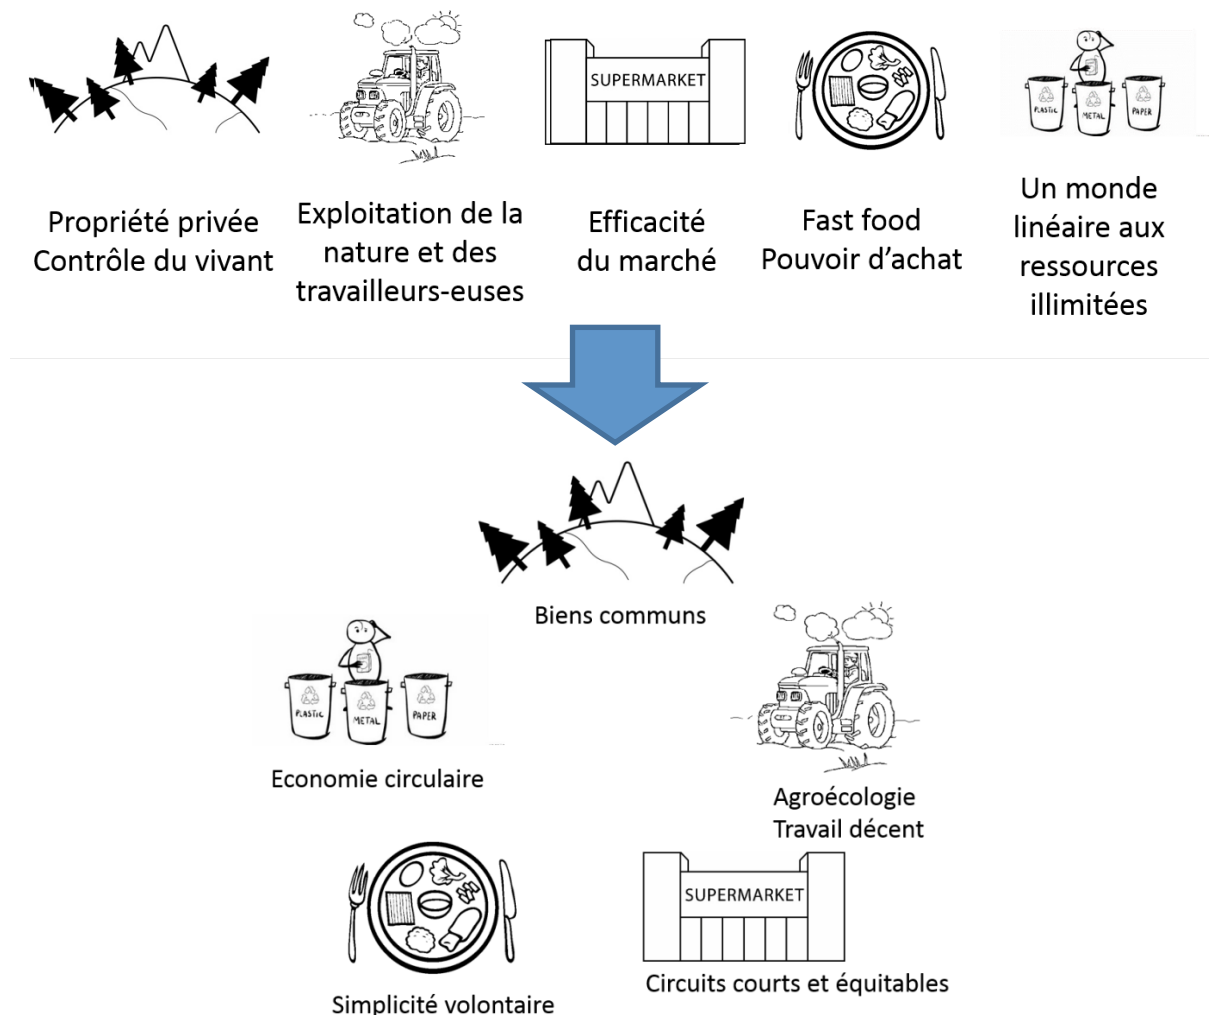 SUPERMARKET
PLASTIC
METAL
PAPER
Propriété privée
Contrôle du vivant
Exploitation de la
nature et des
travailleurs-euses
Efficacité
du marché
Fast food
Pouvoir d'achat
Un monde
linéaire aux
ressources
illimitées
Biens communs
PLASTIC
METAL
PAPER
Economie circulaire
Agroécologie
Travail décent
SUPERMARKET
Simplicité volontaire
Circuits courts et équitables